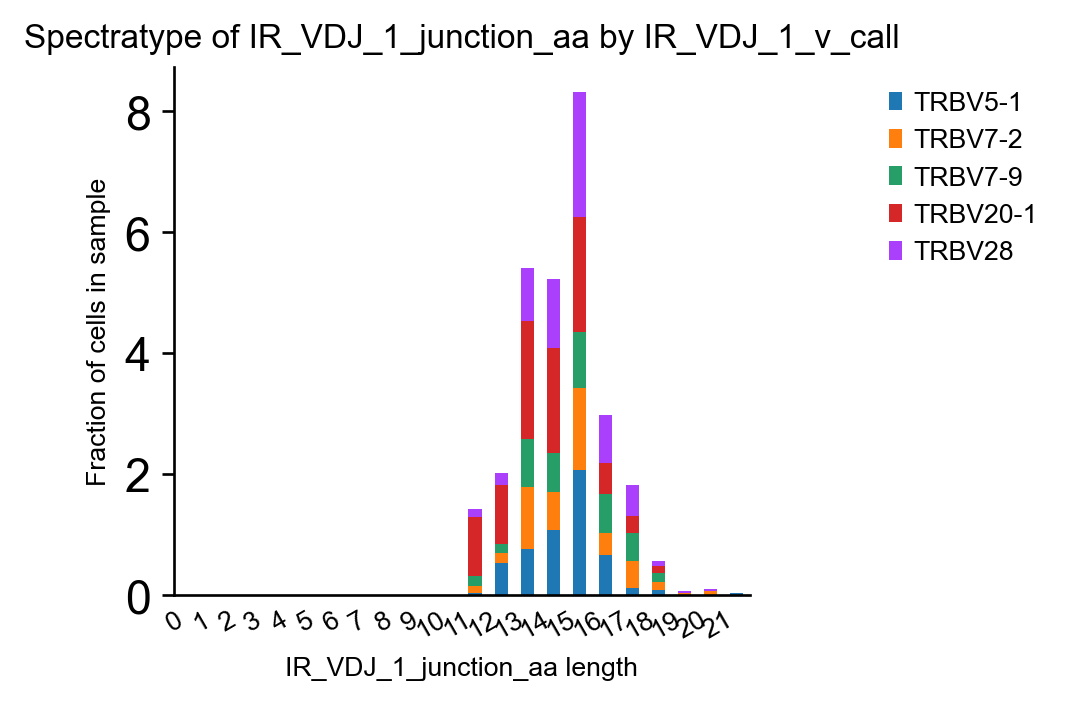 Spectratype of IR_VDJ_1_junction_aa by IR_VDJ_1_v_call
8
6
4
2
0
Fraction of cells in sample
TRBV5-1
TRBV7-2
TRBV7-9
TRBV20-1
TRBV28
0 1 2 3 4 5 6 7 8 9 10 11 12 13 14 15 16 17 18 19 20 21
IR_VDJ_1_junction_aa length